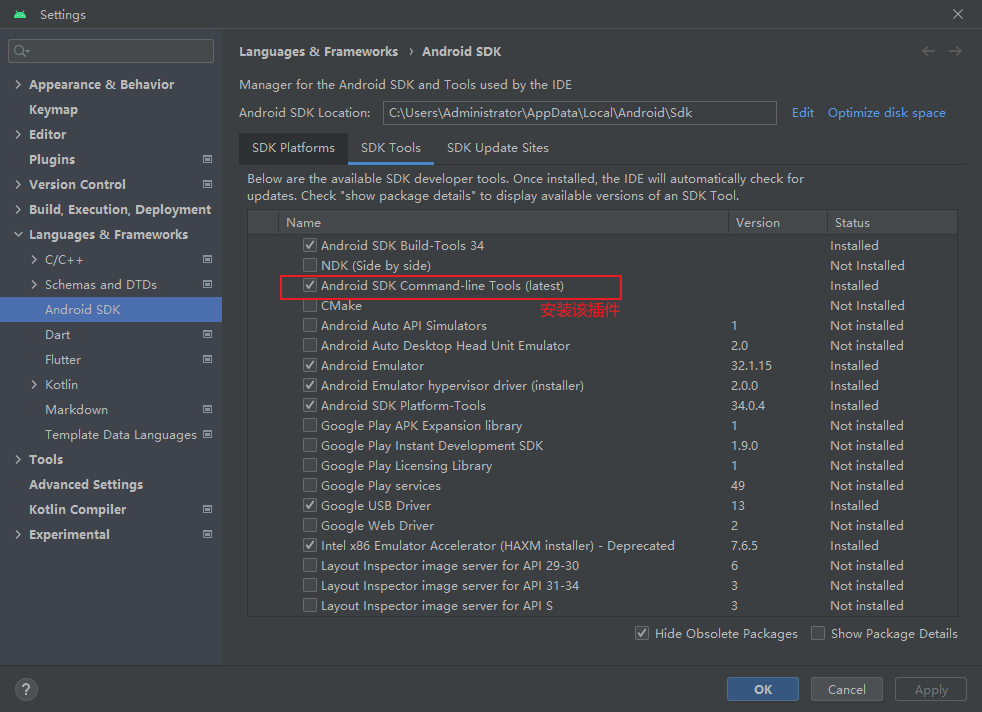 Settings
Languages & Frameworks › Android SDK
Appearance & Behavior
Keymap
Editor
Plugins
Version Control
Build, Execution, Deployment
Languages & Frameworks
C/C++
Schemas and DTDs
Android SDK
Dart
Flutter
Kotlin
Markdown
Template Data Languages
Tools
Advanced Settings
Kotlin Compiler
Experimental
Manager for the Android SDK and Tools used by the IDE
Android SDK Location: C:\Users\Administrator\AppData\Local\Android\Sdk Edit Optimize disk space
SDK Platforms SDK Tools SDK Update Sites
Below are the available SDK developer tools. Once installed, the IDE will automatically check for
updates. Check "show package details" to display available versions of an SDK Tool.
Name Version Status
Android SDK Build-Tools 34 Installed
NDK (Side by side) Not Installed
Android SDK Command-line Tools (latest) Installed
CMake Not Installed
安装该插件
Android Auto API Simulators 1 Not installed
Android Auto Desktop Head Unit Emulator 2.0 Not installed
Android Emulator 32.1.15 Installed
Android Emulator hypervisor driver (installer) 2.0.0 Installed
Android SDK Platform-Tools 34.0.4 Installed
Google Play APK Expansion library 1 Not installed
Google Play Instant Development SDK 1.9.0 Not installed
Google Play Licensing Library 1 Not installed
Google Play services 49 Not installed
Google USB Driver 13 Installed
Google Web Driver 2 Not installed
Intel x86 Emulator Accelerator (HAXM installer) - Deprecated 7.6.5 Installed
Layout Inspector image server for API 29-30 6 Not installed
Layout Inspector image server for API 31-34 3 Not installed
Layout Inspector image server for API S 3 Not installed
Hide Obsolete Packages Show Package Details
? OK Cancel Apply